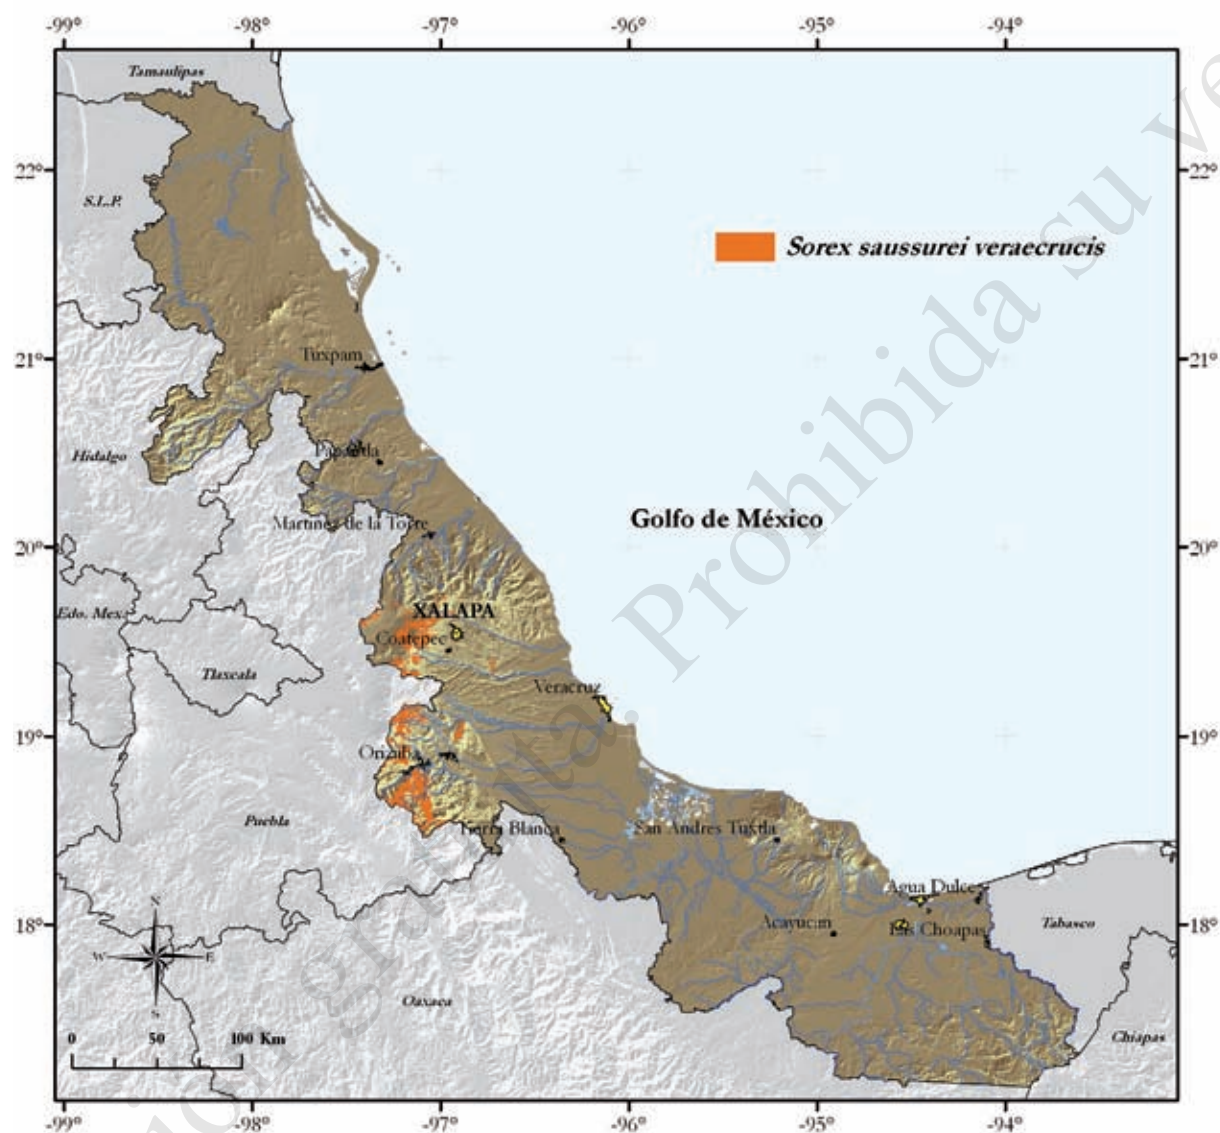 -99°
-98°
-97°
-96°
-95°
-94°
Tamaulipas
22°
22°
S.L.P.
Sorex saussurei veraecrucis
21°
Tuxpam
21°
Hidalgo
Papantla
Golfo de México
Martínez de la Torre
20°
20°
Edo. Mex.
XALAPA
Coatepec
Tlaxcala
Veracruz
19°
19°
Orizaba
Puebla
Tierra Blanca
San Andres Tuxtla
Agua Dulce
18°
Acayucan
Las Choapas
Tabasco
18°
N
W
E
S
Oaxaca
Chiapas
0
50
100 Km
-99°
-98°
-97°
-96°
-95°
-94°
Prohibida su